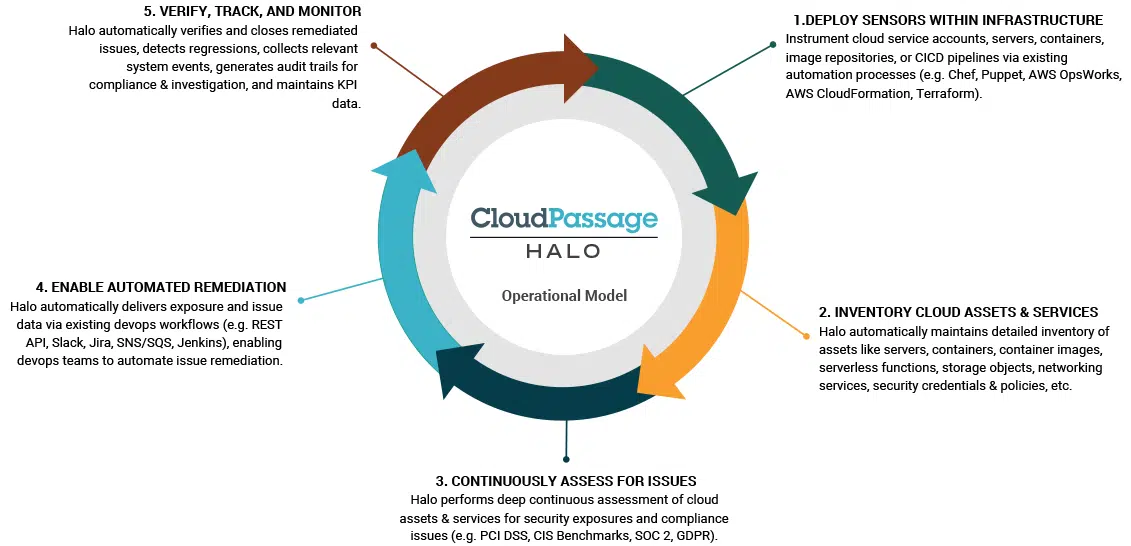 5. VERIFY, TRACK, AND MONITOR
Halo automatically verifies and closes remediated
issues, detects regressions, collects relevant
system events, generates audit trails for
compliance & investigation, and maintains KPI
data.
1.DEPLOY SENSORS WITHIN INFRASTRUCTURE
Instrument cloud service accounts, servers, containers,
image repositories, or CICD pipelines via existing
automation processes (e.g. Chef, Puppet, AWS OpsWorks,
AWS CloudFormation, Terraform).
CloudPassage
HALO
Operational Model
4. ENABLE AUTOMATED REMEDIATION
Halo automatically delivers exposure and issue
data via existing devops workflows (e.g. REST
API, Slack, Jira, SNS/SQS, Jenkins), enabling
devops teams to automate issue remediation.
2. INVENTORY CLOUD ASSETS & SERVICES
Halo automatically maintains detailed inventory of
assets like servers, containers, container images,
serverless functions, storage objects, networking
services, security credentials & policies, etc.
3. CONTINUOUSLY ASSESS FOR ISSUES
Halo performs deep continuous assessment of cloud
assets & services for security exposures and compliance
issues (e.g. PCI DSS, CIS Benchmarks, SOC 2, GDPR).